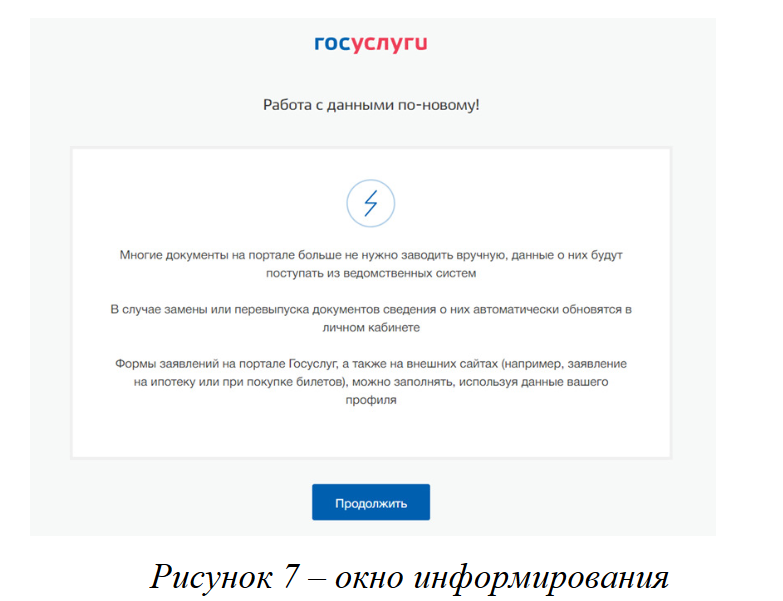 госуслуги
Работа с данными по-новому!
Многие документы на портале больше не нужно заводить вручную, данные о них будут
поступать из ведомственных систем
В случае замены или перевыпуска документов сведения о них автоматически обновятся в
личном кабинете
Формы заявлений на портале Госуслуг, а также на внешних сайтах (например, заявление
на ипотеку или при покупке билетов), можно заполнять, используя данные вашего
профиля
Продолжить
Рисунок 7 – окно информирования